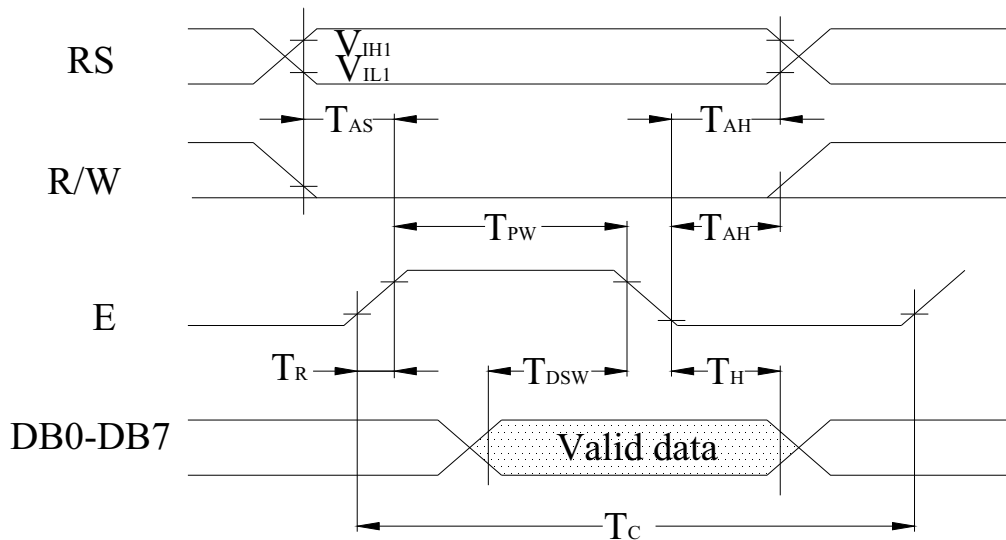 RS
VIH1
VIL1
TAS
TAH
R/W
TPW
TAH
E
TR
TDSW
TH
DB0-DB7
Valid data
TC